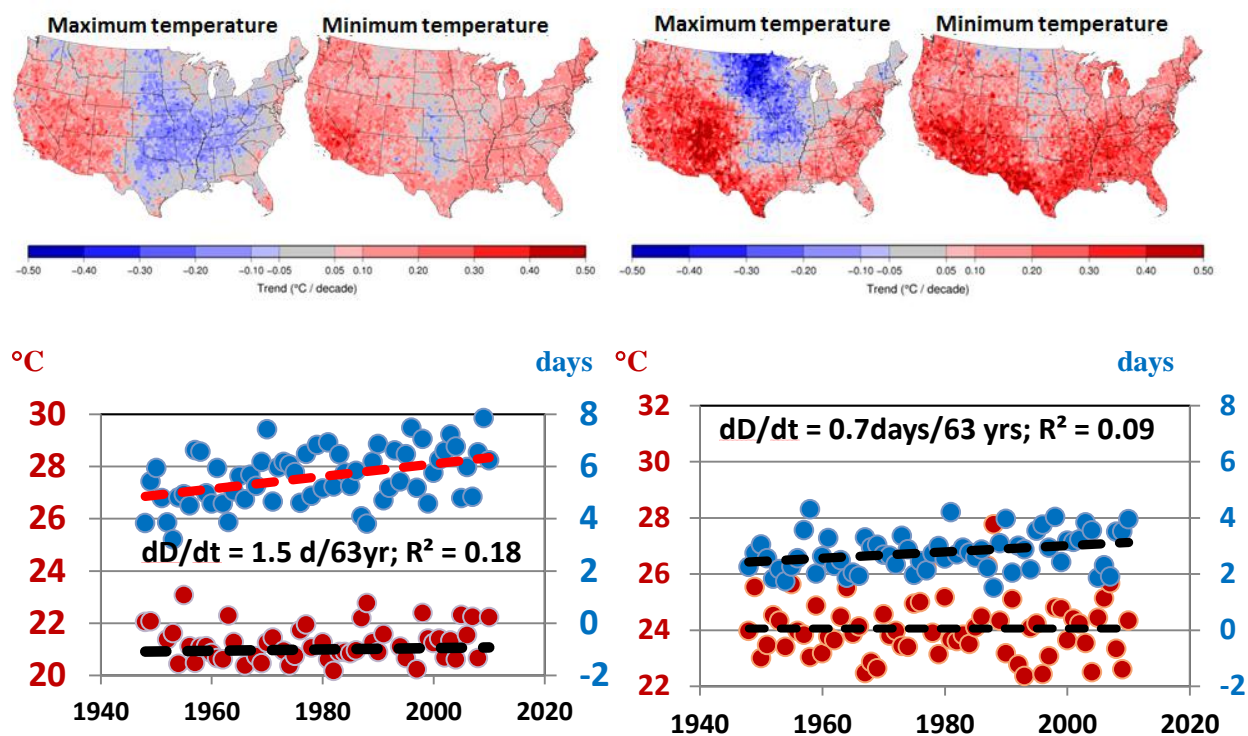 Maximum temperature Minimum temperature Maximum temperature Minimum temperature
-0.50 -0.40 -0.30 -0.20 -0.10 -0.05 0.05 0.10 0.20 0.30 0.40 0.50
Trend (°C / decade)
-0.50 -0.40 -0.30 -0.20 -0.10 -0.05 0.05 0.10 0.20 0.30 0.40 0.50
Trend (°C / decade)
°C days
30 8
28 6
26 4
dD/dt = 1.5 d/63yr; R² = 0.18
24 2
22 0
20 -2
1940 1960 1980 2000 2020
°C days
32 8
dD/dt = 0.7days/63 yrs; R² = 0.09
30 6
28 4
26 2
24 0
22 -2
1940 1960 1980 2000 2020